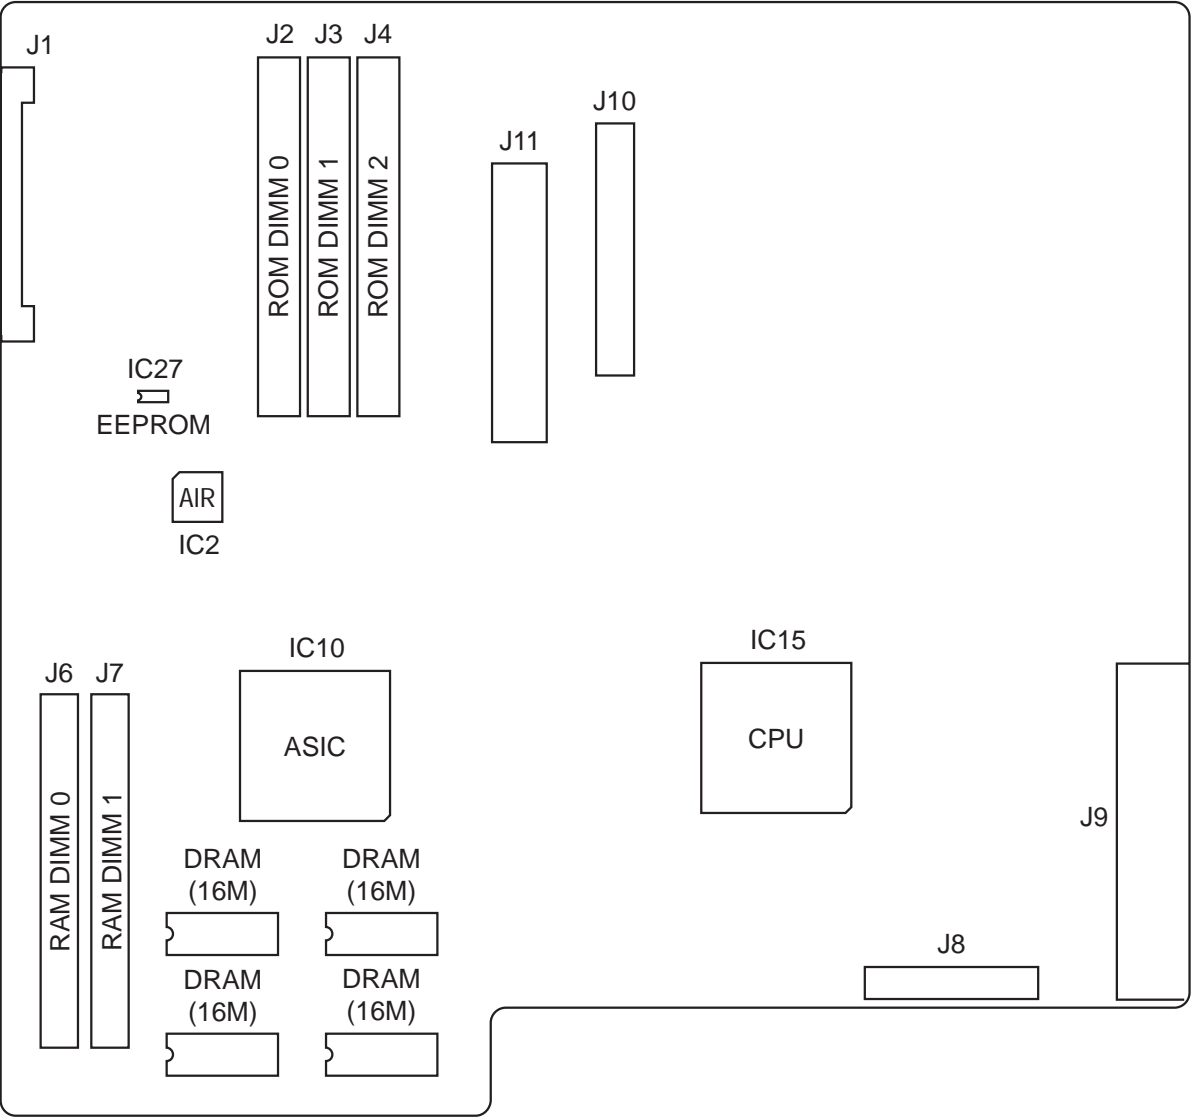 J1
J2
J3
J4
J10
J11
ROM DIMM 0
ROM DIMM 1
ROM DIMM 2
IC27
EEPROM
AIR
IC2
IC10
ASIC
IC15
CPU
J6
J7
RAM DIMM 0
RAM DIMM 1
J9
DRAM
(16M)
DRAM
(16M)
DRAM
(16M)
DRAM
(16M)
J8